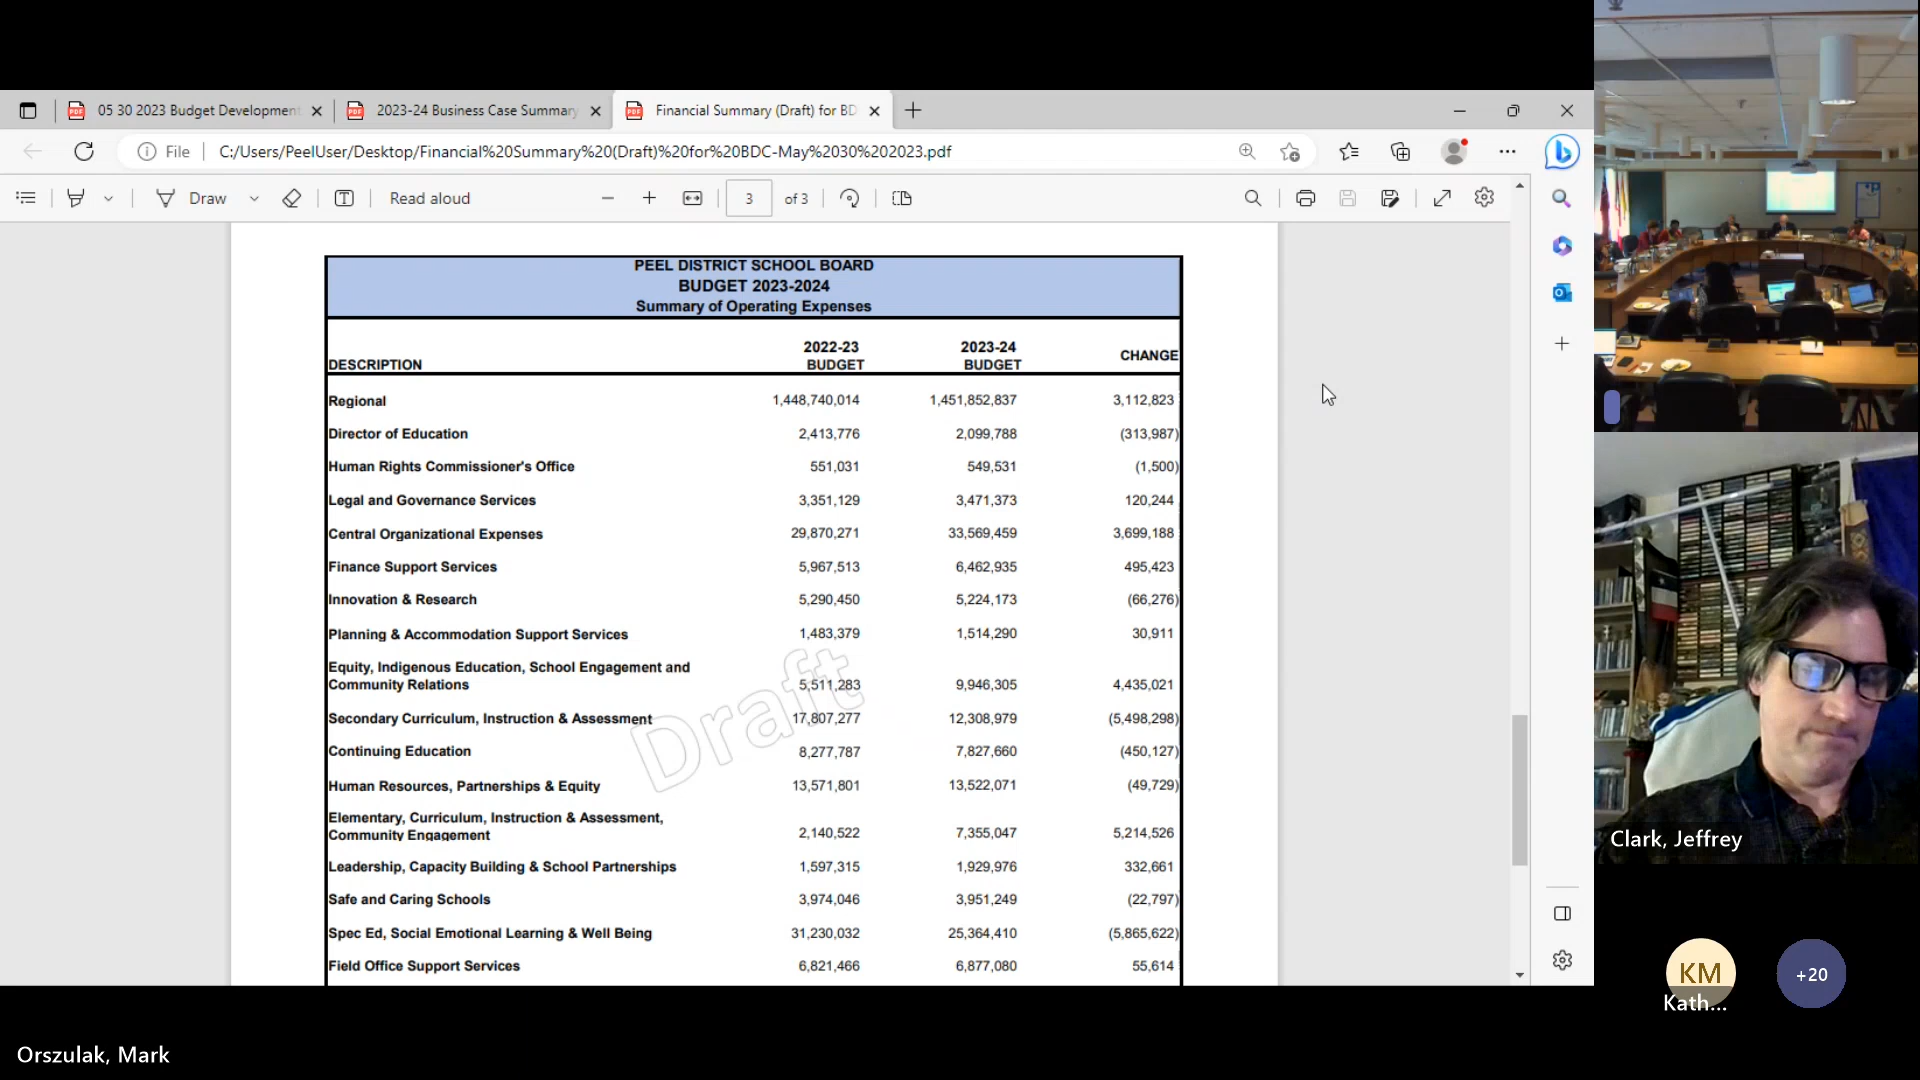 05 30 2023 Budget Development
2023-24 Business Case Summary
Financial Summary (Draft) for BD
File
C:/Users/PeelUser/Desktop/Financial%20Summary%20(Draft)%20for%20BDC-May%2030%202023.pdf
Draw
Read aloud
3 of 3
PEEL DISTRICT SCHOOL BOARD
BUDGET 2023-2024
Summary of Operating Expenses
DESCRIPTION 2022-23 BUDGET 2023-24 BUDGET CHANGE
Regional 1,448,740,014 1,451,852,837 3,112,823
Director of Education 2,413,776 2,099,788 (313,987)
Human Rights Commissioner's Office 551,031 549,531 (1,500)
Legal and Governance Services 3,351,129 3,471,373 120,244
Central Organizational Expenses 29,870,271 33,569,459 3,699,188
Finance Support Services 5,967,513 6,462,935 495,423
Innovation & Research 5,290,450 5,224,173 (66,276)
Planning & Accommodation Support Services 1,483,379 1,514,290 30,911
Equity, Indigenous Education, School Engagement and
Community Relations 5,511,283 9,946,305 4,435,021
Secondary Curriculum, Instruction & Assessment 17,807,277 12,308,979 (5,498,298)
Continuing Education 8,277,787 7,827,660 (450,127)
Human Resources, Partnerships & Equity 13,571,801 13,522,071 (49,729)
Elementary, Curriculum, Instruction & Assessment,
Community Engagement 2,140,522 7,355,047 5,214,526
Leadership, Capacity Building & School Partnerships 1,597,315 1,929,976 332,661
Safe and Caring Schools 3,974,046 3,951,249 (22,797)
Spec Ed, Social Emotional Learning & Well Being 31,230,032 25,364,410 (5,865,622)
Field Office Support Services 6,821,466 6,877,080 55,614
Draft
Clark, Jeffrey
KM
Kath...
+20
Orszulak, Mark